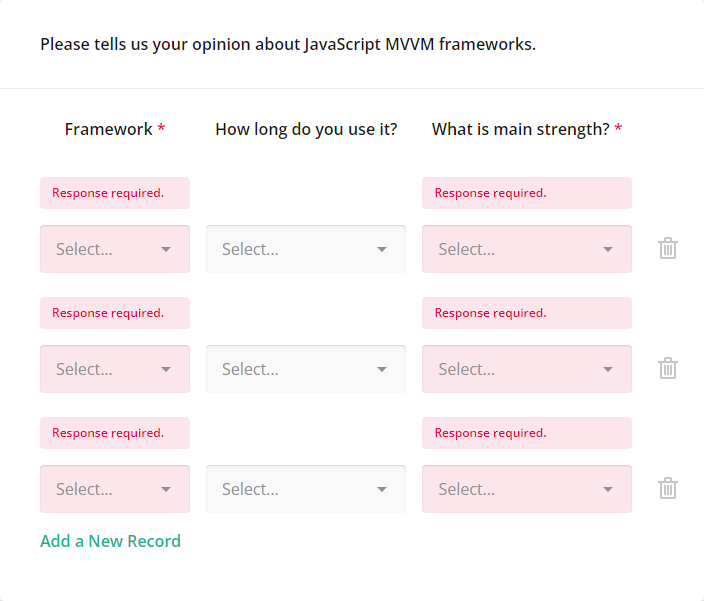 Please tells us your opinion about JavaScript MVVM frameworks.
Framework * How long do you use it? What is main strength? *
Response required. Response required.
Select... Select... Select...
Response required. Response required.
Select... Select... Select...
Response required. Response required.
Select... Select... Select...
Add a New Record